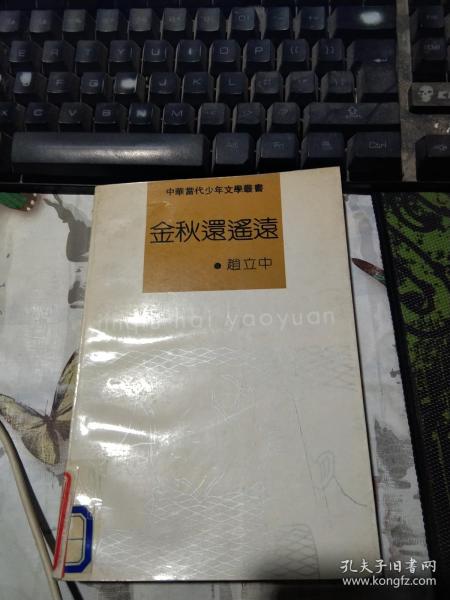 中華當代少年文學叢書
金秋還遙遠
•趙立中
jinqiu hai yaoyuan
孔夫子旧书网
www.kongfz.com